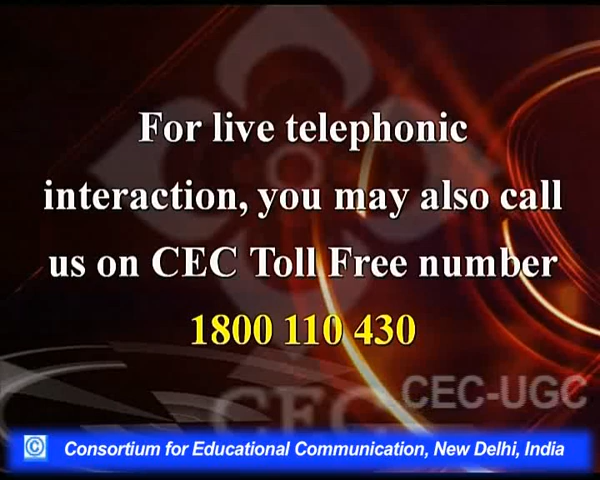 For live telephonic
interaction, you may also call
us on CEC Toll Free number
1800 110 430
CEC
CEC-UGC
© Consortium for Educational Communication, New Delhi, India